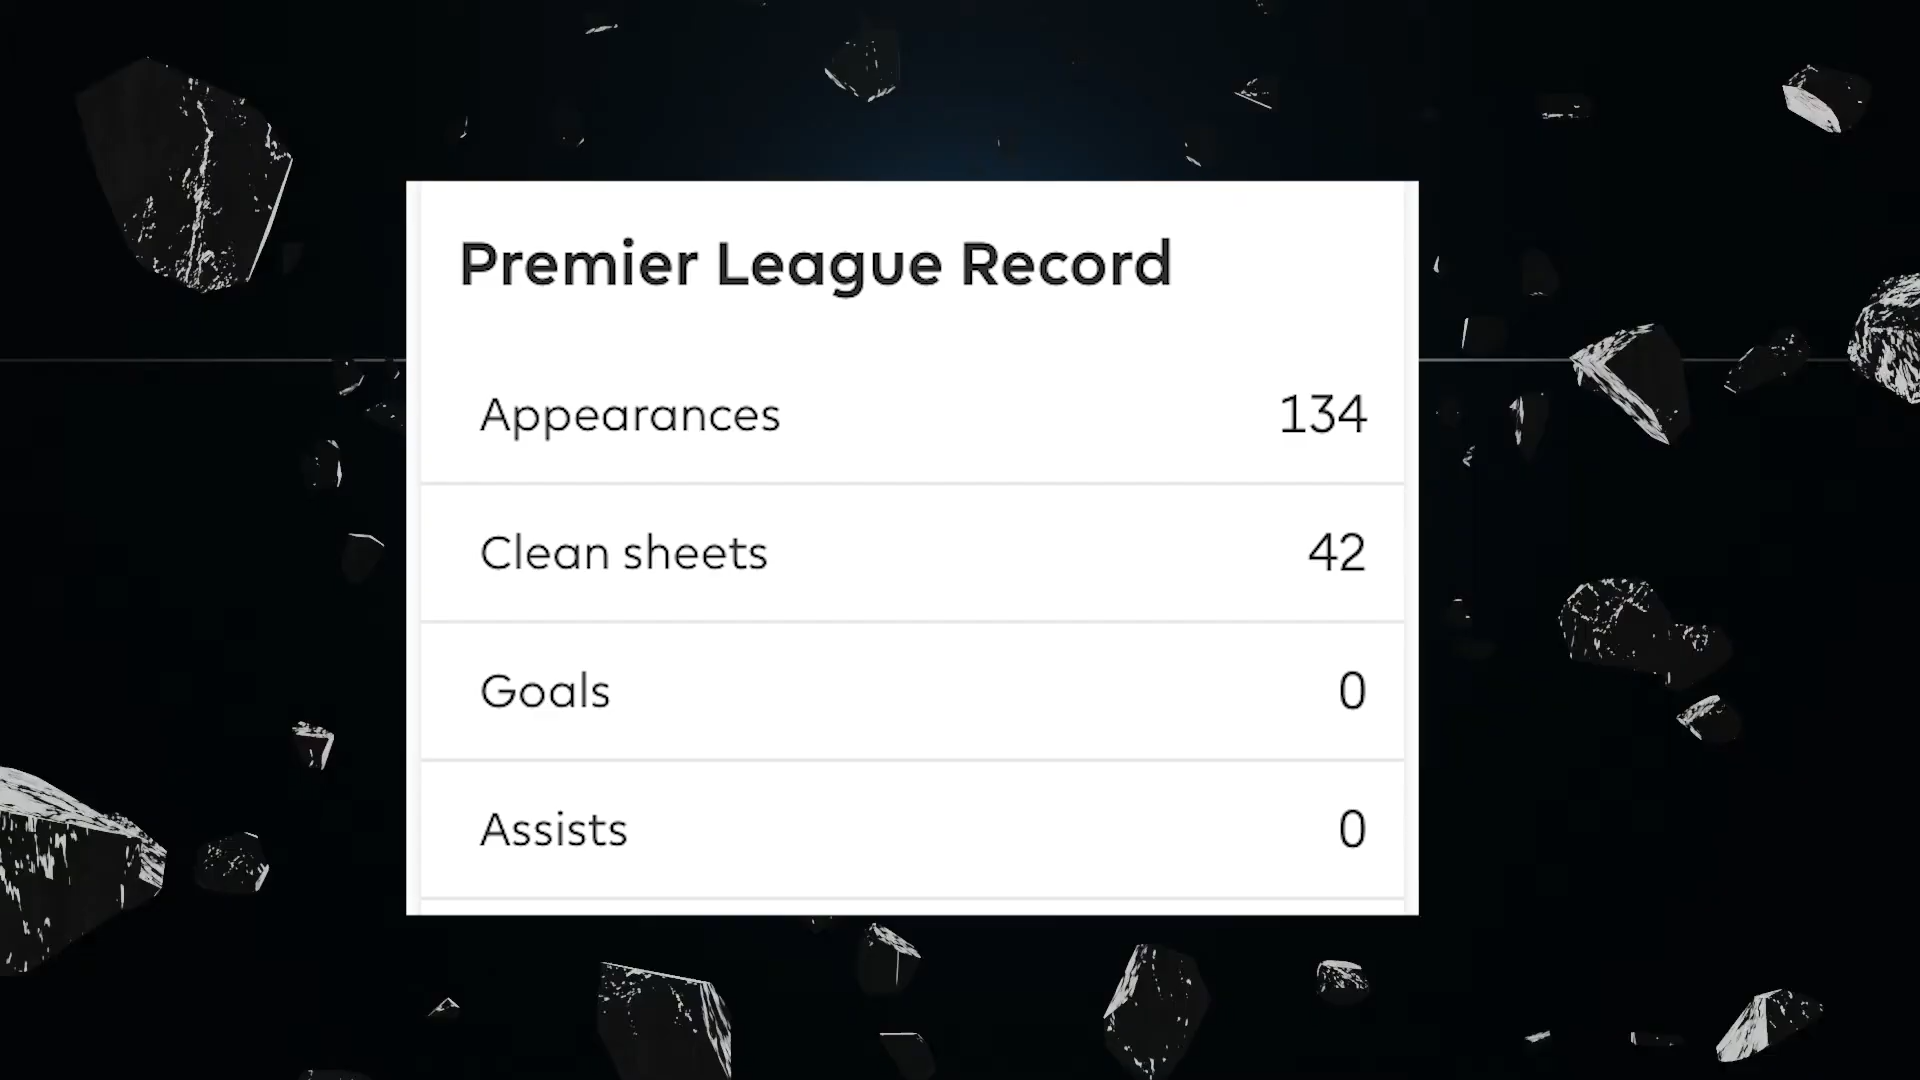 Premier League Record
Appearances 134
Clean sheets 42
Goals 0
Assists 0